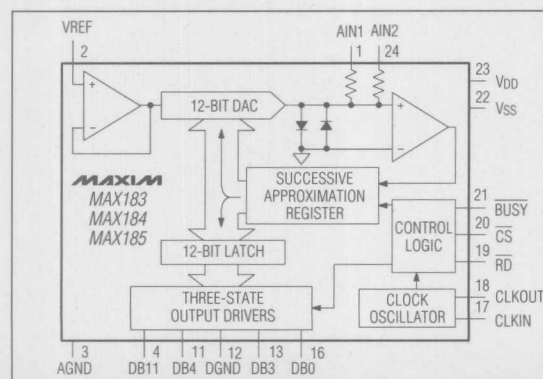 VREF
2
AIN1 AIN2
1 24
23
VDD
22
VSS
12-BIT DAC
+
−
+
−
MAXIM
MAX183
MAX184
MAX185
SUCCESSIVE
APPROXIMATION
REGISTER
12-BIT LATCH
CONTROL
LOGIC
21
BUSY
20
CS
19
RD
THREE-STATE
OUTPUT DRIVERS
CLOCK
OSCILLATOR
18
CLKOUT
17
CLKIN
3 4 11 12 13 16
AGND DB11 DB4 DGND DB3 DB0